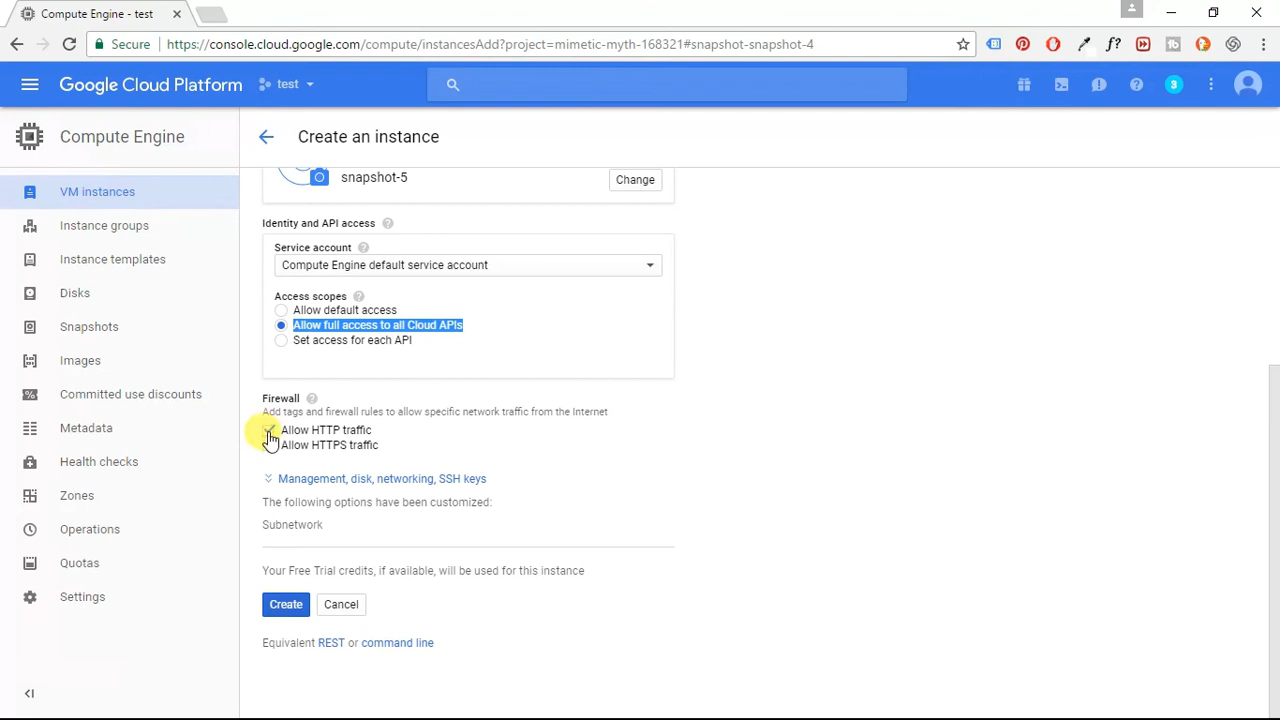 Compute Engine - test
Secure
https://console.cloud.google.com/compute/instancesAdd?project=mimetic-myth-168321#snapshot-snapshot-4
f?
Google Cloud Platform
test
3
Compute Engine
Create an instance
VM instances
Instance groups
Instance templates
Disks
Snapshots
Images
Committed use discounts
Metadata
Health checks
Zones
Operations
Quotas
Settings
snapshot-5
Change
Identity and API access
Service account
Compute Engine default service account
Access scopes
Allow default access
Allow full access to all Cloud APIs
Set access for each API
Firewall
Add tags and firewall rules to allow specific network traffic from the Internet
Allow HTTP traffic
Allow HTTPS traffic
Management, disk, networking, SSH keys
The following options have been customized:
Subnetwork
Your Free Trial credits, if available, will be used for this instance
Create
Cancel
Equivalent REST or command line